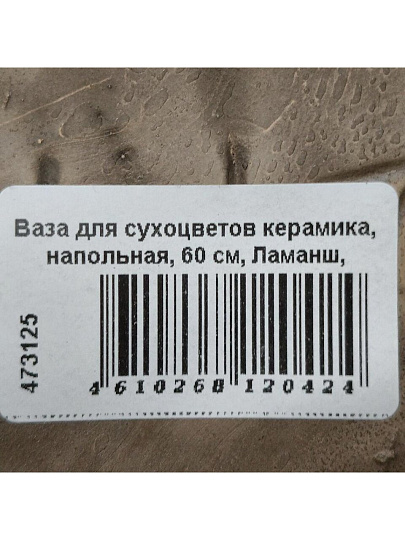 Ваза для сухоцветов керамика,
напольная, 60 см, Ламанш,
473125
4 610268 120424